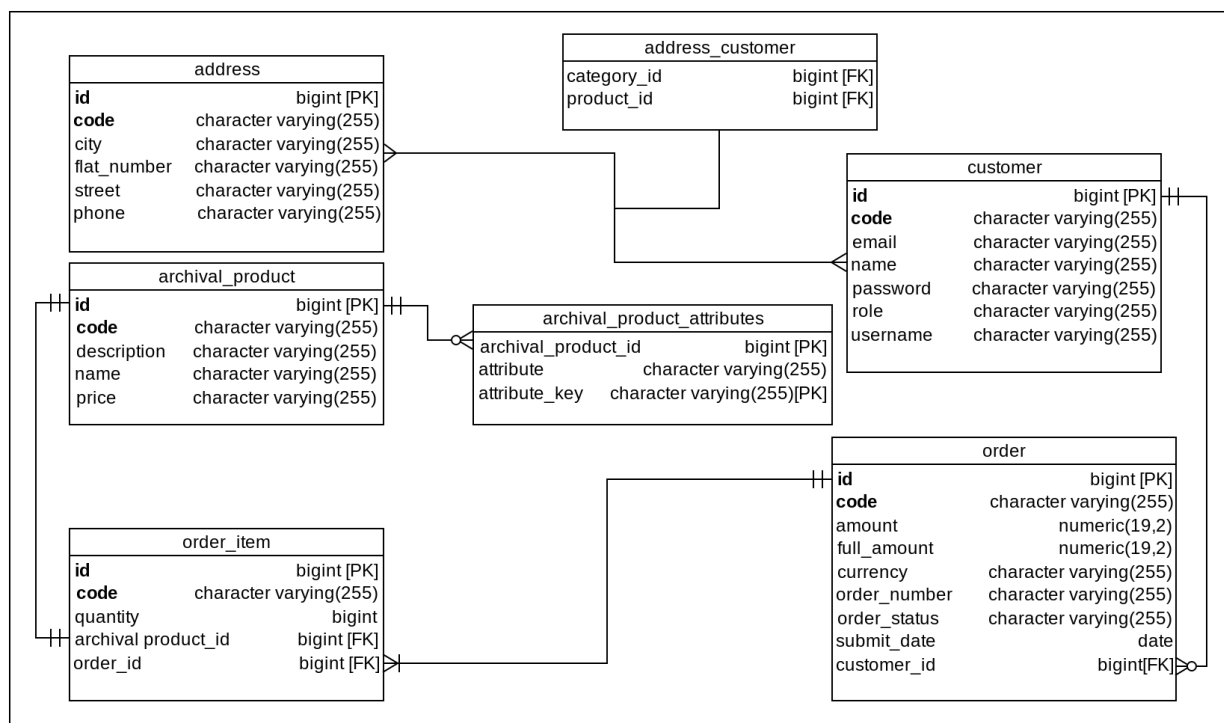 address
id bigint [PK]
code character varying(255)
city character varying(255)
flat_number character varying(255)
street character varying(255)
phone character varying(255)
address_customer
category_id bigint [FK]
product_id bigint [FK]
customer
id bigint [PK]
code character varying(255)
email character varying(255)
name character varying(255)
password character varying(255)
role character varying(255)
username character varying(255)
archival_product
id bigint [PK]
code character varying(255)
description character varying(255)
name character varying(255)
price character varying(255)
archival_product_attributes
archival_product_id bigint [PK]
attribute character varying(255)
attribute_key character varying(255)[PK]
order
id bigint [PK]
code character varying(255)
amount numeric(19,2)
full_amount numeric(19,2)
currency character varying(255)
order_number character varying(255)
order_status character varying(255)
submit_date date
customer_id bigint[FK]
order_item
id bigint [PK]
code character varying(255)
quantity bigint
archival product_id bigint [FK]
order_id bigint [FK]